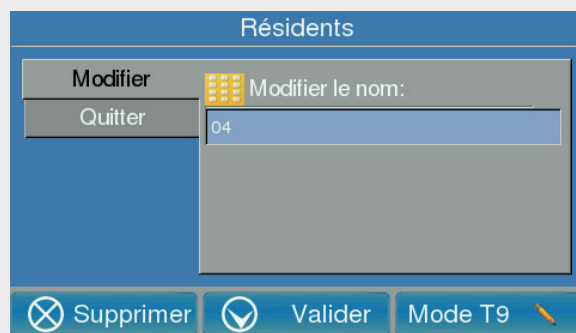 Résidents
Modifier
Quitter
Modifier le nom:
04
Supprimer
Valider
Mode T9